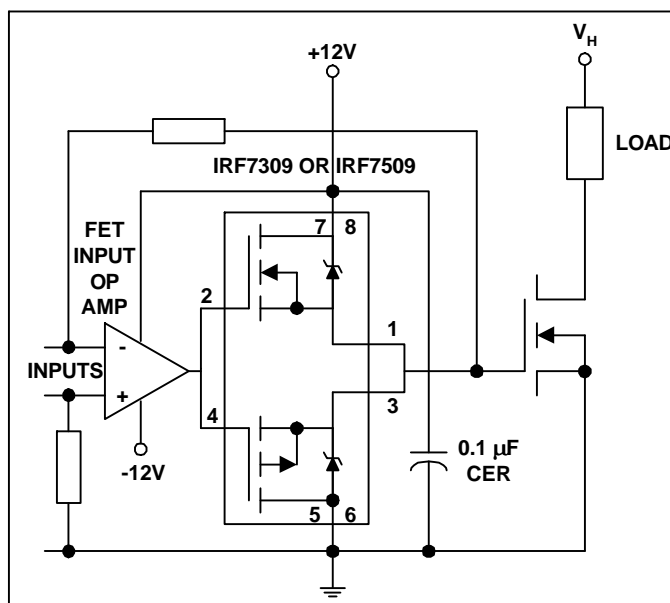 +12V
V_H
LOAD
IRF7309 OR IRF7509
FET
INPUT
OP
AMP
7 8
2
1
INPUTS
-
+
3
4
-12V
0.1 μF
CER
5 6